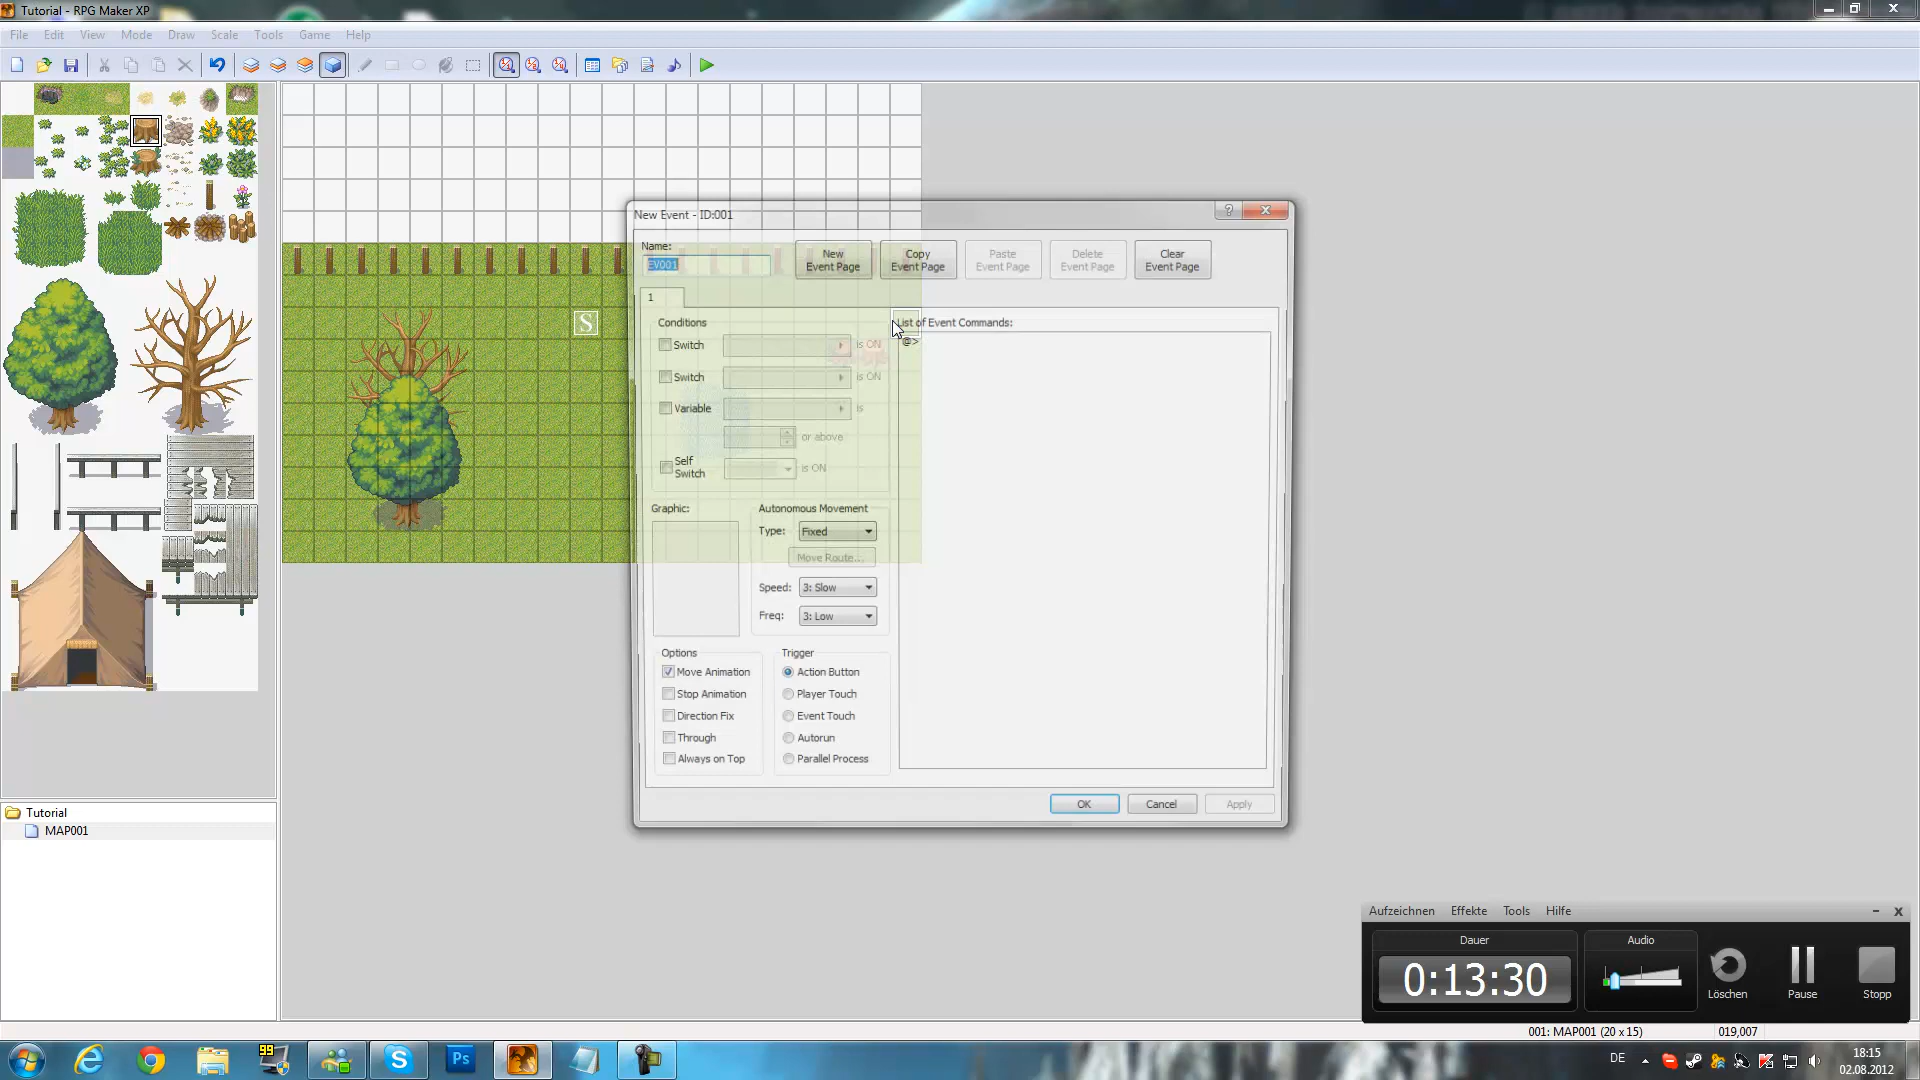 Tutorial - RPG Maker XP
File Edit View Mode Draw Scale Tools Game Help
New Event - ID:001
Name:
EV001
New Event Page
Copy Event Page
Paste Event Page
Delete Event Page
Clear Event Page
1
Conditions
Switch is ON
Switch is ON
Variable is
or above
Self Switch is ON
List of Event Commands:
@>
S
Graphic:
Autonomous Movement
Type: Fixed
Move Route...
Speed: 3: Slow
Freq: 3: Low
Options
Move Animation
Stop Animation
Direction Fix
Through
Always on Top
Trigger
Action Button
Player Touch
Event Touch
Autorun
Parallel Process
OK Cancel Apply
Tutorial
MAP001
Aufzeichnen Effekte Tools Hilfe
Dauer
0:13:30
Audio
Löschen
Pause
Stopp
001: MAP001 (20 x 15) 019,007
99
Ps
DE
18:15
02.08.2012